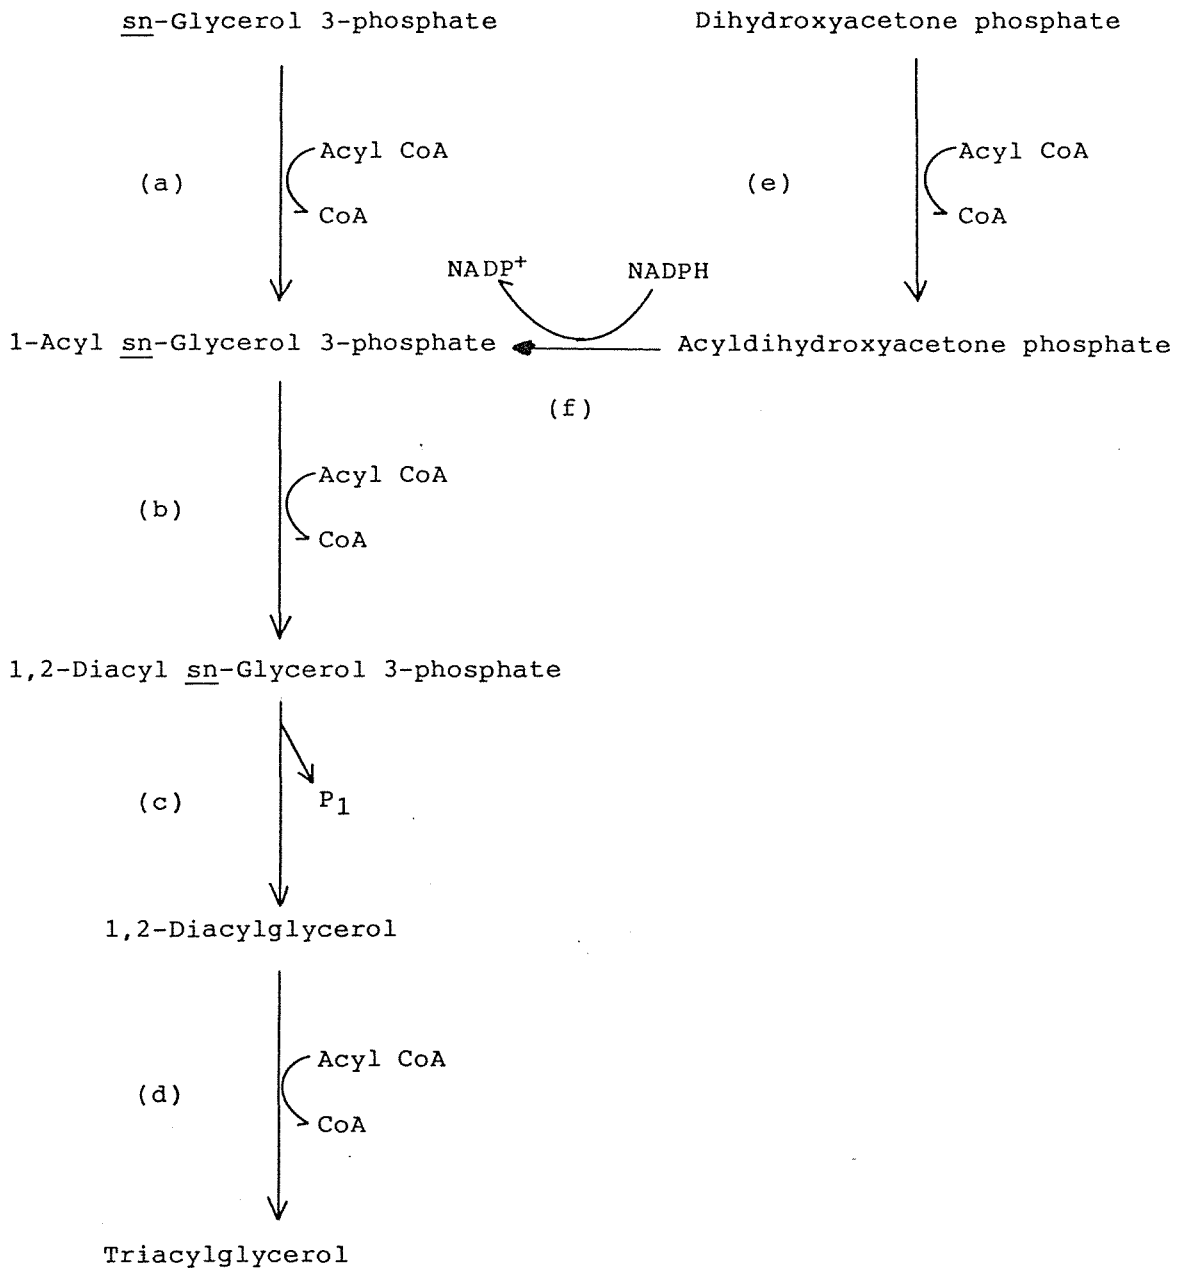 sn-Glycerol 3-phosphate
Dihydroxyacetone phosphate
Acyl CoA
(a)
CoA
Acyl CoA
(e)
CoA
NADP+
NADPH
1-Acyl sn-Glycerol 3-phosphate
Acyldihydroxyacetone phosphate
(f)
Acyl CoA
(b)
CoA
1,2-Diacyl sn-Glycerol 3-phosphate
(c)
P1
1,2-Diacylglycerol
Acyl CoA
(d)
CoA
Triacylglycerol